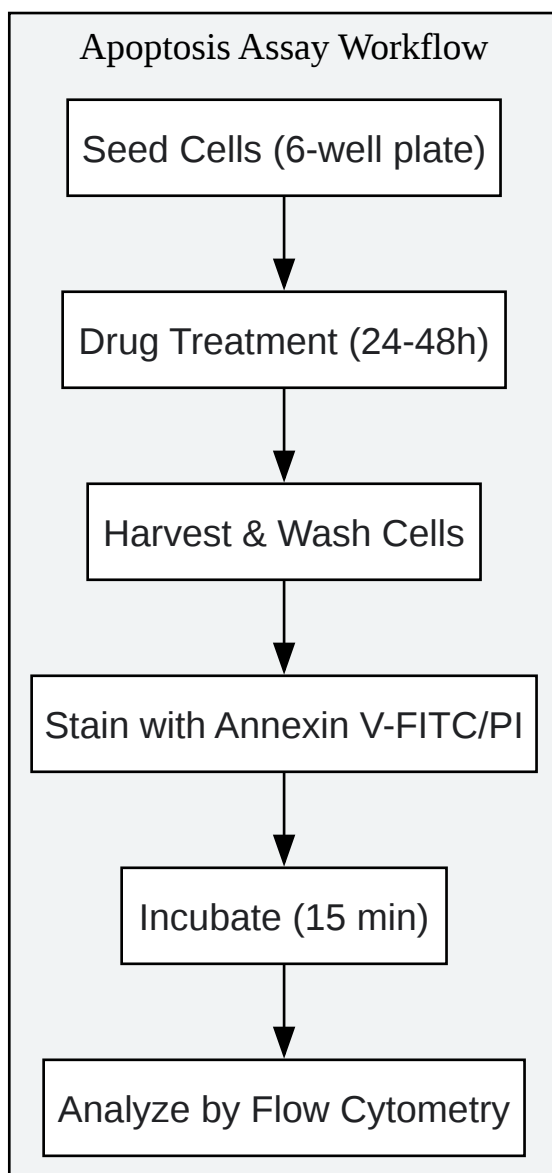 Apoptosis Assay Workflow
Seed Cells (6-well plate)
Drug Treatment (24-48h)
Harvest & Wash Cells
Stain with Annexin V-FITC/PI
Incubate (15 min)
Analyze by Flow Cytometry